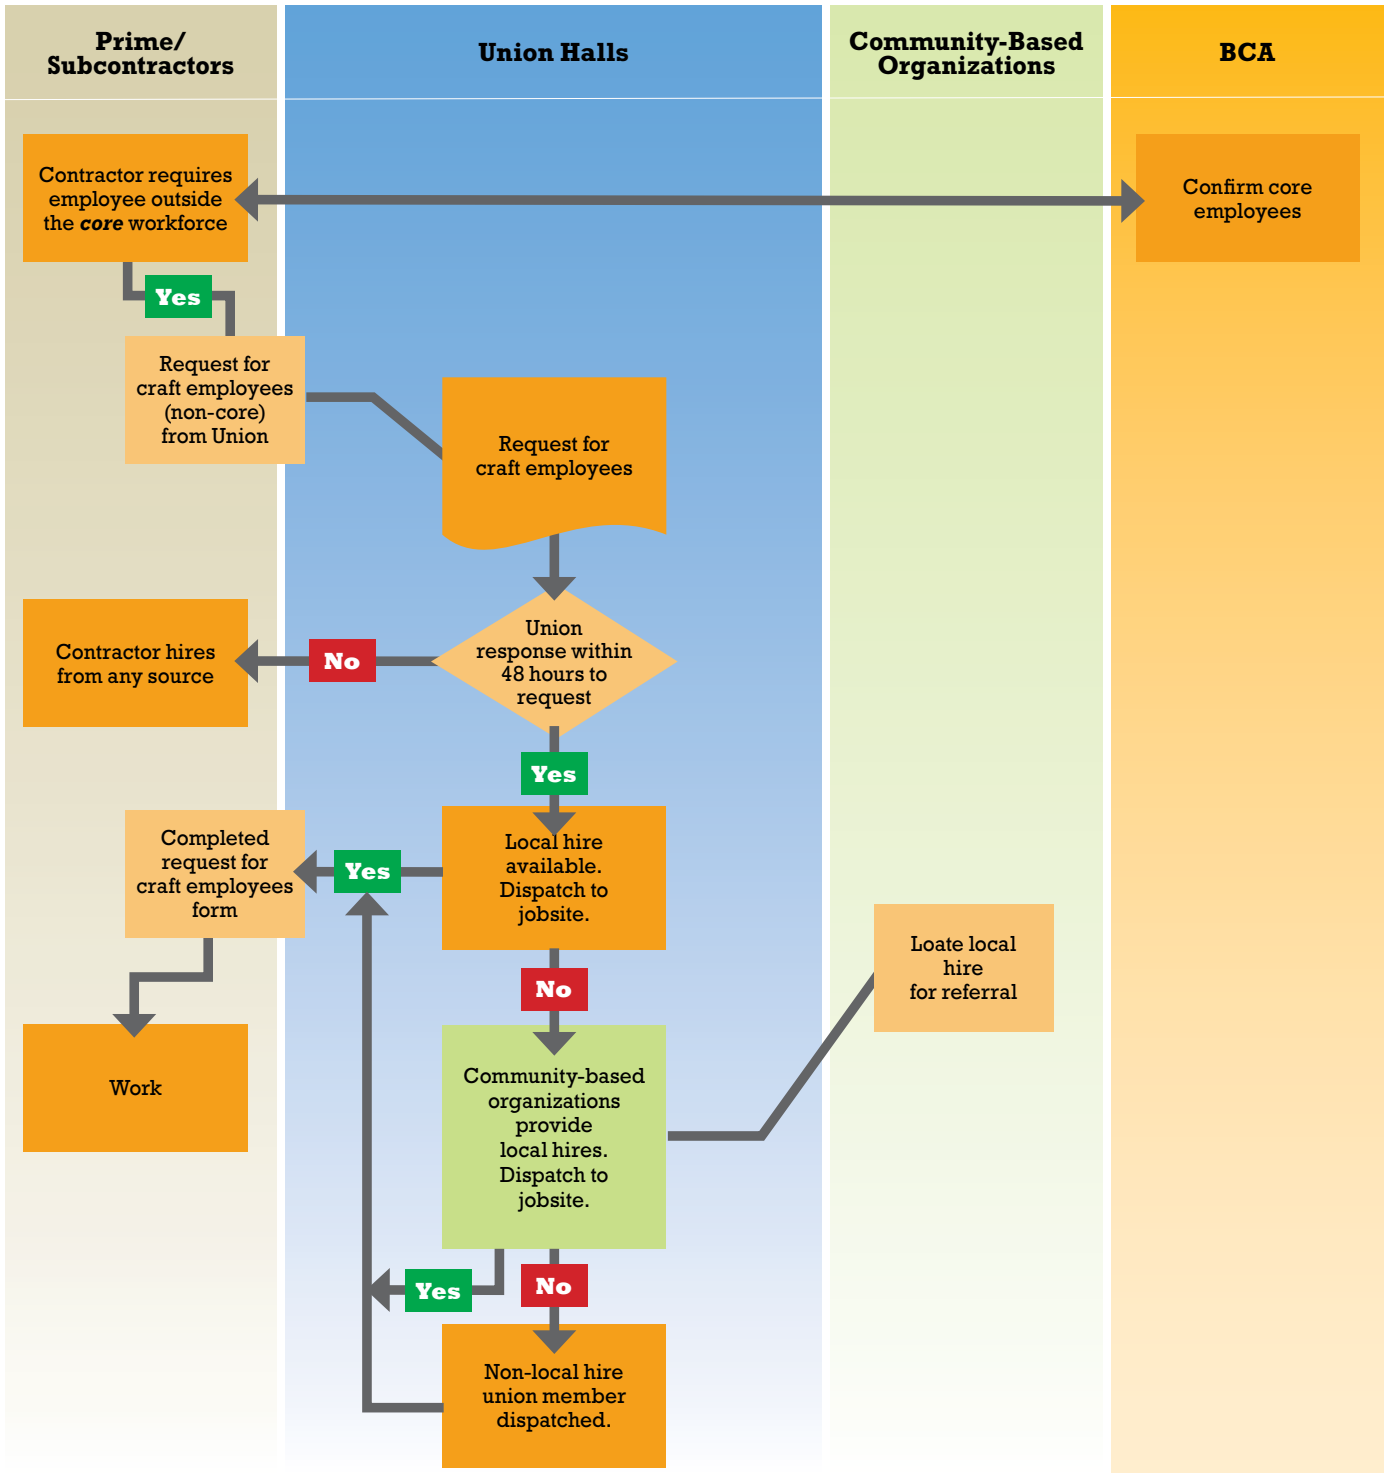 Prime/
Subcontractors
Union Halls
Community-Based
Organizations
BCA
Contractor requires
employee outside
the core workforce
Confirm core
employees
Yes
Request for
craft employees
(non-core)
from Union
Request for
craft employees
Union
response within
48 hours to
request
No
Contractor hires
from any source
Yes
Local hire
available.
Dispatch to
jobsite.
Yes
Completed
request for
craft employees
form
Work
No
Loate local
hire
for referral
Community-based
organizations
provide
local hires.
Dispatch to
jobsite.
Yes
No
Non-local hire
union member
dispatched.